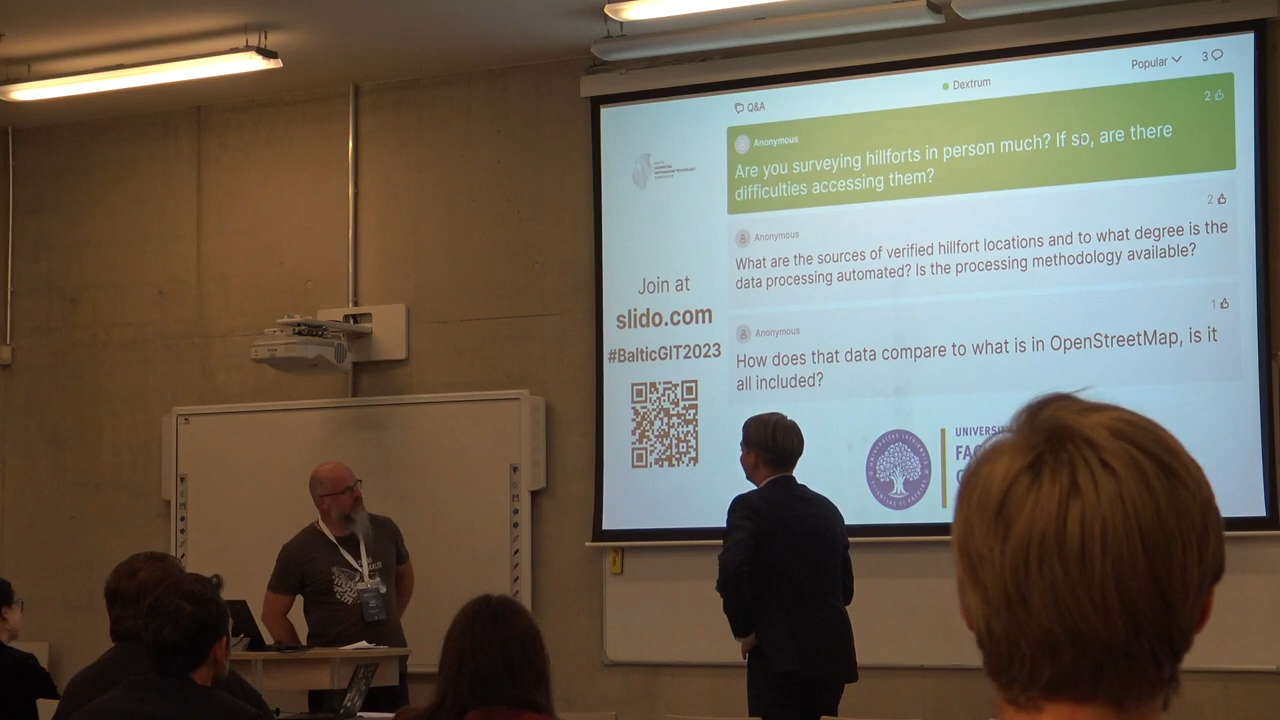 Q&A
Dextrum
Popular
3
Anonymous
2
Are you surveying hillforts in person much? If so, are there
difficulties accessing them?
Anonymous
2
What are the sources of verified hillfort locations and to what degree is the
data processing automated? Is the processing methodology available?
Anonymous
1
How does that data compare to what is in OpenStreetMap, is it
all included?
Join at
slido.com
#BalticGIT2023